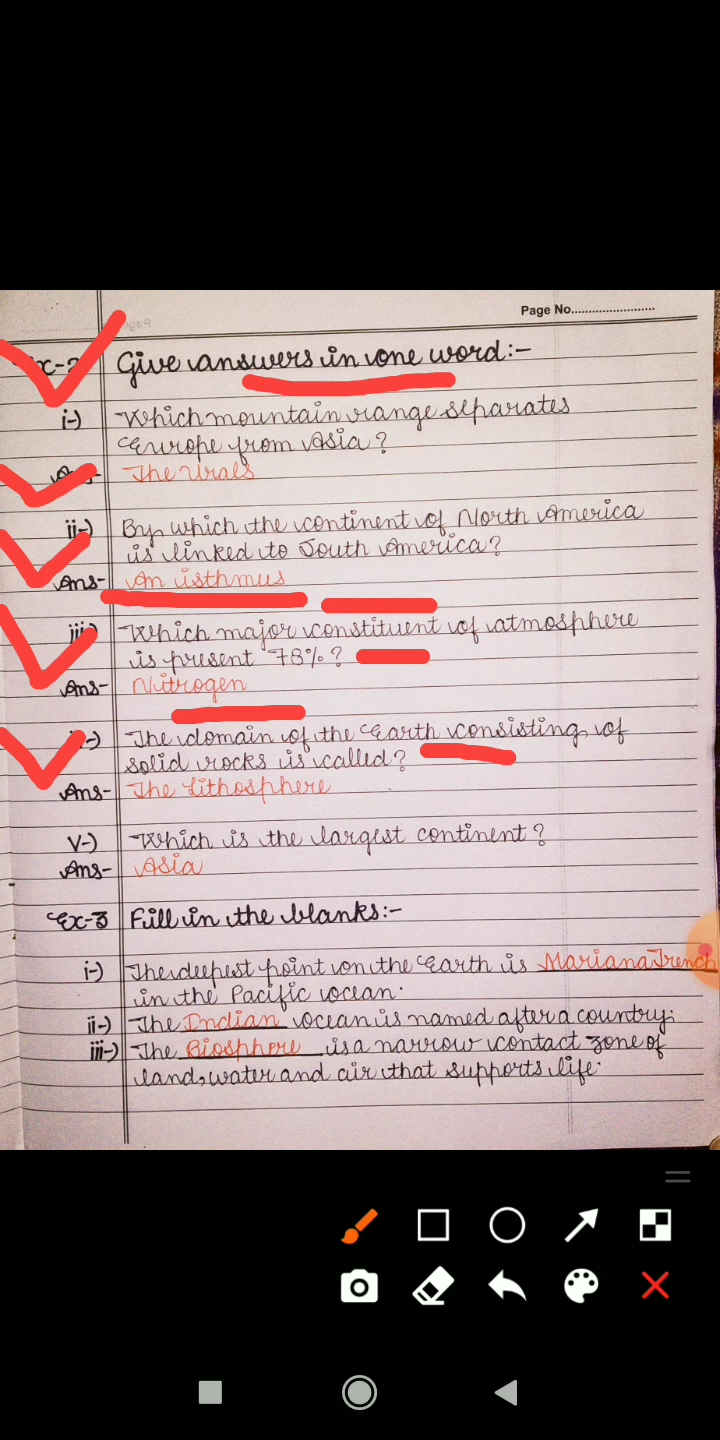 Page No........................
Give answers in one word:-
i-) Which mountain range separates
Europe from Asia?
Ans- The Urals
ii-) By which the continent of North America
is linked to South America?
Ans- An isthmus
iii-) Which major constituent of atmosphere
is present 78%?
Ans- Nitrogen
The domain of the Earth consisting of
solid rocks is called?
Ans- The lithosphere
v-) Which is the largest continent?
Ans- Asia
Ex-3 Fill in the blanks:-
i-) The deepest point on the Earth is Mariana Trench
in the Pacific ocean.
ii-) The Indian ocean is named after a country.
iii-) The Biosphere is a narrow contact zone of
land, water and air that supports life.